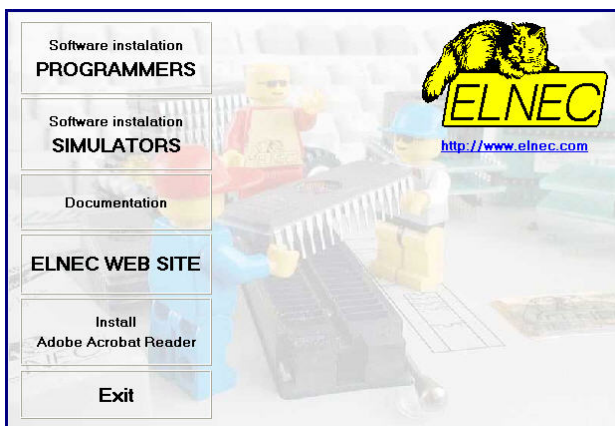 Software instalation
PROGRAMMERS
Software instalation
SIMULATORS
Documentation
ELNEC WEB SITE
Install
Adobe Acrobat Reader
Exit
ELNEC
http://www.elnec.com